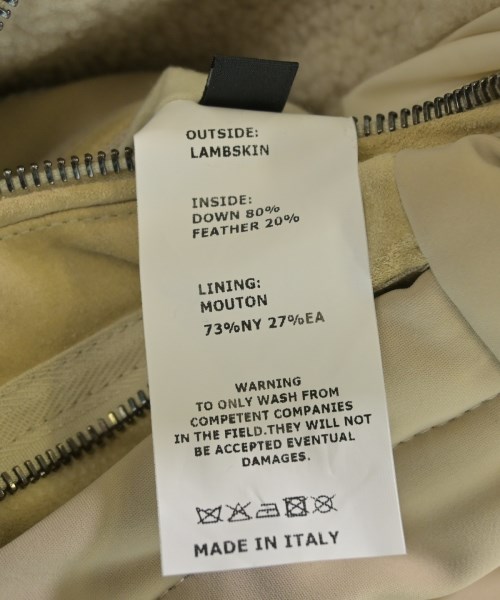 OUTSIDE:
LAMBSKIN
INSIDE:
DOWN 80%
FEATHER 20%
LINING:
MOUTON
73%NY 27%EA
WARNING
TO ONLY WASH FROM
COMPETENT COMPANIES
IN THE FIELD.THEY WILL NOT
BE ACCEPTED EVENTUAL
DAMAGES.
MADE IN ITALY